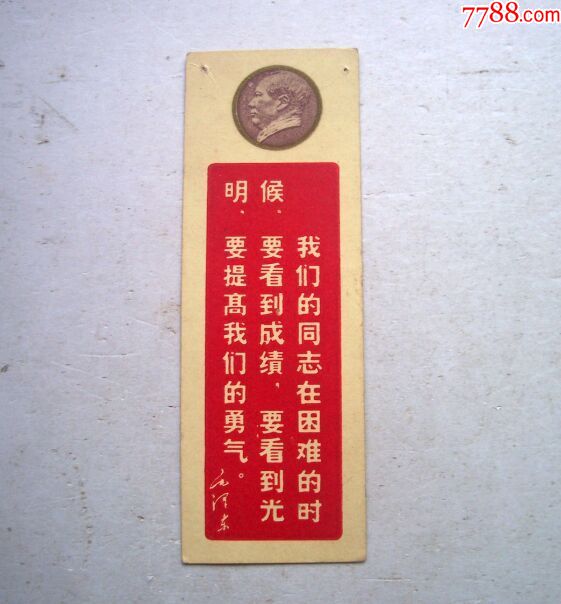 7788.com
我们的同志在困难的时
候、要看到成绩、要看到光
明、要提高我们的勇气。
毛泽东